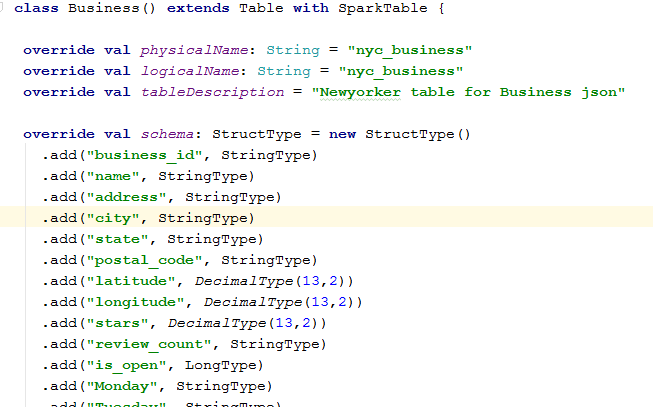 class Business() extends Table with SparkTable {
override val physicalName: String = "nyc_business"
override val logicalName: String = "nyc_business"
override val tableDescription = "Newyorker table for Business json"
override val schema: StructType = new StructType()
.add("business_id", StringType)
.add("name", StringType)
.add("address", StringType)
.add("city", StringType)
.add("state", StringType)
.add("postal_code", StringType)
.add("latitude", DecimalType(13,2))
.add("longitude", DecimalType(13,2))
.add("stars", DecimalType(13,2))
.add("review_count", StringType)
.add("is_open", LongType)
.add("Monday", StringType)
.add("Tuesday", StringType)